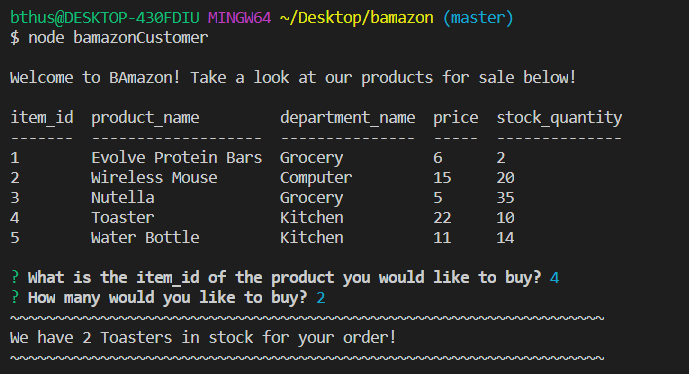 bthus@DESKTOP-430FDIU MINGW64 ~/Desktop/bamazon (master)
$ node bamazonCustomer
Welcome to BAmazon! Take a look at our products for sale below!
item_id  product_name         department_name  price  stock_quantity
-------  -------------------  ---------------  -----  --------------
1        Evolve Protein Bars  Grocery          6      2
2        Wireless Mouse       Computer         15     20
3        Nutella              Grocery          5      35
4        Toaster              Kitchen          22     10
5        Water Bottle         Kitchen          11     14
? What is the item_id of the product you would like to buy? 4
? How many would you like to buy? 2
~~~~~~~~~~~~~~~~~~~~~~~~~~~~~~~~~~~~~~~~~~~~~~~~~~~~~~~~~~~~~~~~~~
We have 2 Toasters in stock for your order!
~~~~~~~~~~~~~~~~~~~~~~~~~~~~~~~~~~~~~~~~~~~~~~~~~~~~~~~~~~~~~~~~~~